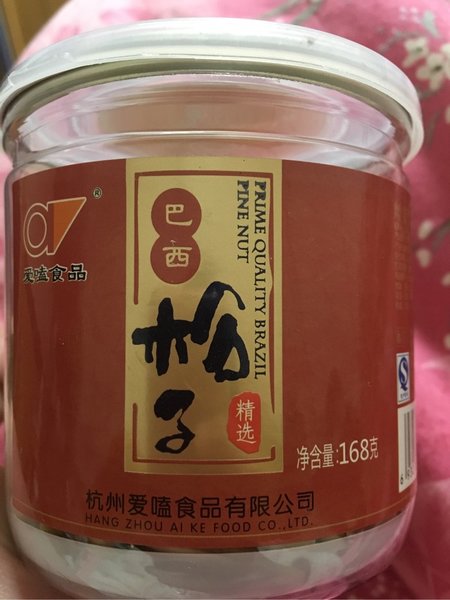 爱嗑食品
®
巴西
松子
精选
PRIME QUALITY BRAZIL
PINE NUT
净含量:168克
杭州爱嗑食品有限公司
HANG ZHOU AI KE FOOD CO.,LTD.